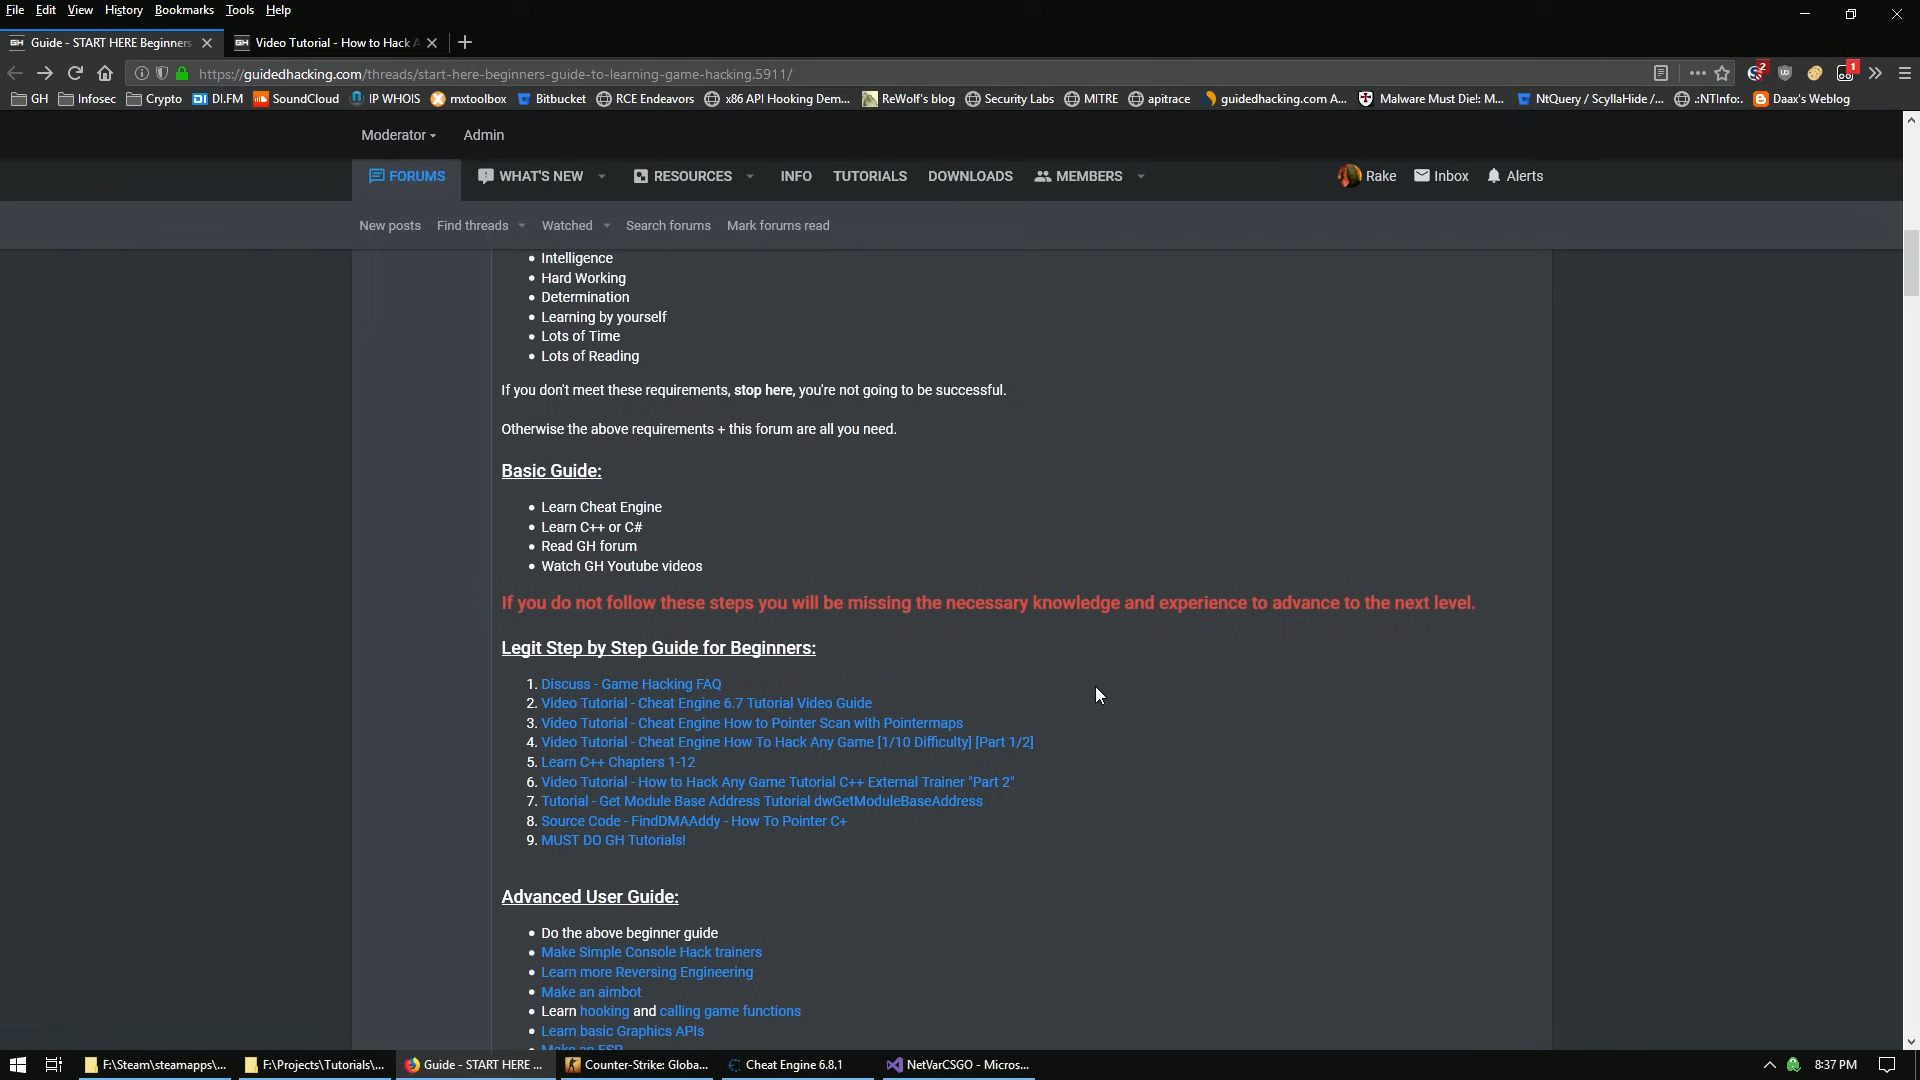 File Edit View History Bookmarks Tools Help
GH Guide - START HERE Beginners
GH Video Tutorial - How to Hack A
https://guidedhacking.com/threads/start-here-beginners-guide-to-learning-game-hacking.5911/
2
1
GH Infosec Crypto DI DI.FM SoundCloud IP WHOIS mxtoolbox Bitbucket RCE Endeavors x86 API Hooking Dem... ReWolf's blog Security Labs MITRE apitrace guidedhacking.com A... Malware Must Die!: M... NtQuery / ScyllaHide /... .:NTInfo:. Daax's Weblog
Moderator Admin
FORUMS WHAT'S NEW RESOURCES INFO TUTORIALS DOWNLOADS MEMBERS Rake Inbox Alerts
New posts Find threads Watched Search forums Mark forums read
• Intelligence
• Hard Working
• Determination
• Learning by yourself
• Lots of Time
• Lots of Reading
If you don't meet these requirements, stop here, you're not going to be successful.
Otherwise the above requirements + this forum are all you need.
Basic Guide:
• Learn Cheat Engine
• Learn C++ or C#
• Read GH forum
• Watch GH Youtube videos
If you do not follow these steps you will be missing the necessary knowledge and experience to advance to the next level.
Legit Step by Step Guide for Beginners:
1. Discuss - Game Hacking FAQ
2. Video Tutorial - Cheat Engine 6.7 Tutorial Video Guide
3. Video Tutorial - Cheat Engine How to Pointer Scan with Pointermaps
4. Video Tutorial - Cheat Engine How To Hack Any Game [1/10 Difficulty] [Part 1/2]
5. Learn C++ Chapters 1-12
6. Video Tutorial - How to Hack Any Game Tutorial C++ External Trainer "Part 2"
7. Tutorial - Get Module Base Address Tutorial dwGetModuleBaseAddress
8. Source Code - FindDMAAddy - How To Pointer C+
9. MUST DO GH Tutorials!
Advanced User Guide:
• Do the above beginner guide
• Make Simple Console Hack trainers
• Learn more Reversing Engineering
• Make an aimbot
• Learn hooking and calling game functions
• Learn basic Graphics APIs
• Make an ESP
F:\Steam\steamapps\... F:\Projects\Tutorials\... Guide - START HERE ... Counter-Strike: Globa... Cheat Engine 6.8.1 NetVarCSGO - Micros... 8:37 PM